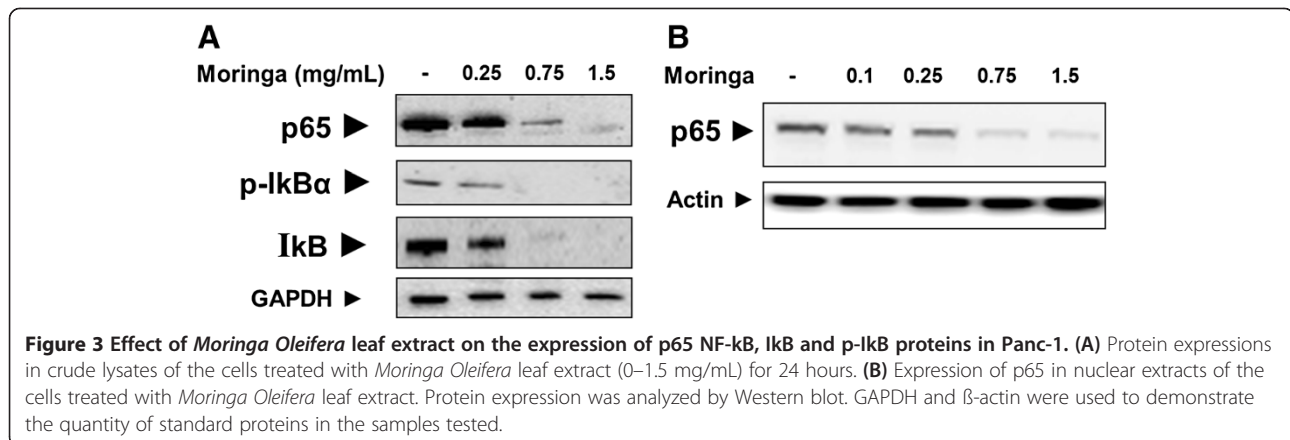 A
B
Moringa (mg/mL) - 0.25 0.75 1.5
Moringa - 0.1 0.25 0.75 1.5
p65 ►
p65 ►
p-IkBα ►
Actin ►
IkB ►
GAPDH ►
Figure 3 Effect of Moringa Oleifera leaf extract on the expression of p65 NF-kB, IkB and p-IkB proteins in Panc-1. (A) Protein expressions
in crude lysates of the cells treated with Moringa Oleifera leaf extract (0–1.5 mg/mL) for 24 hours. (B) Expression of p65 in nuclear extracts of the
cells treated with Moringa Oleifera leaf extract. Protein expression was analyzed by Western blot. GAPDH and ß-actin were used to demonstrate
the quantity of standard proteins in the samples tested.